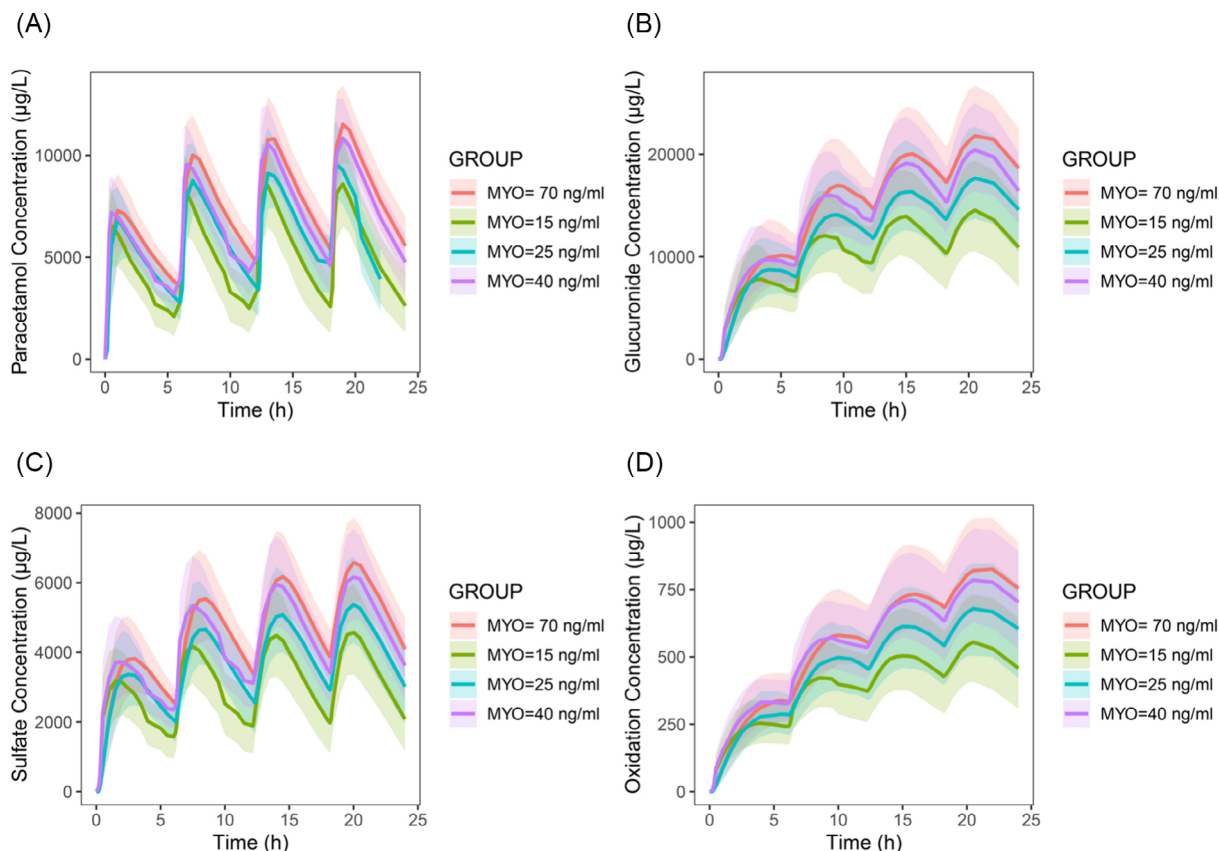 (A)
Paracetamol Concentration (µg/L)
10000
5000
0
0 5 10 15 20 25
Time (h)
GROUP
MYO= 70 ng/ml
MYO=15 ng/ml
MYO=25 ng/ml
MYO=40 ng/ml
(B)
Glucuronide Concentration (µg/L)
20000
10000
0
0 5 10 15 20 25
Time (h)
GROUP
MYO= 70 ng/ml
MYO=15 ng/ml
MYO=25 ng/ml
MYO=40 ng/ml
(C)
Sulfate Concentration (µg/L)
8000
6000
4000
2000
0
0 5 10 15 20 25
Time (h)
GROUP
MYO= 70 ng/ml
MYO=15 ng/ml
MYO=25 ng/ml
MYO=40 ng/ml
(D)
Oxidation Concentration (µg/L)
1000
750
500
250
0
0 5 10 15 20 25
Time (h)
GROUP
MYO= 70 ng/ml
MYO=15 ng/ml
MYO=25 ng/ml
MYO=40 ng/ml